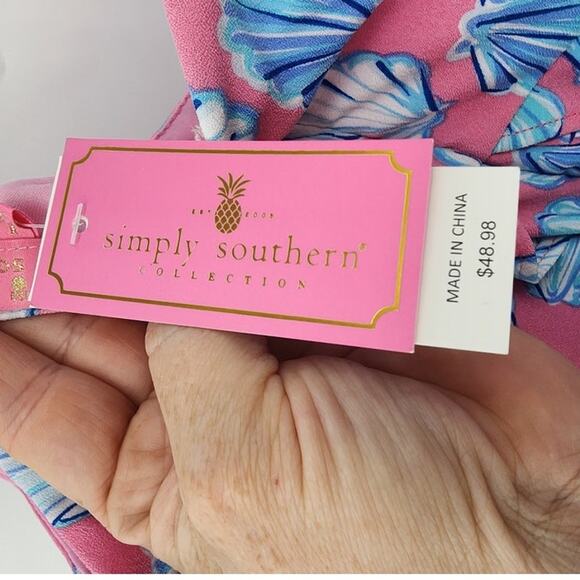 EST 2005
simply southern®
COLLECTION
MADE IN CHINA
$48.98